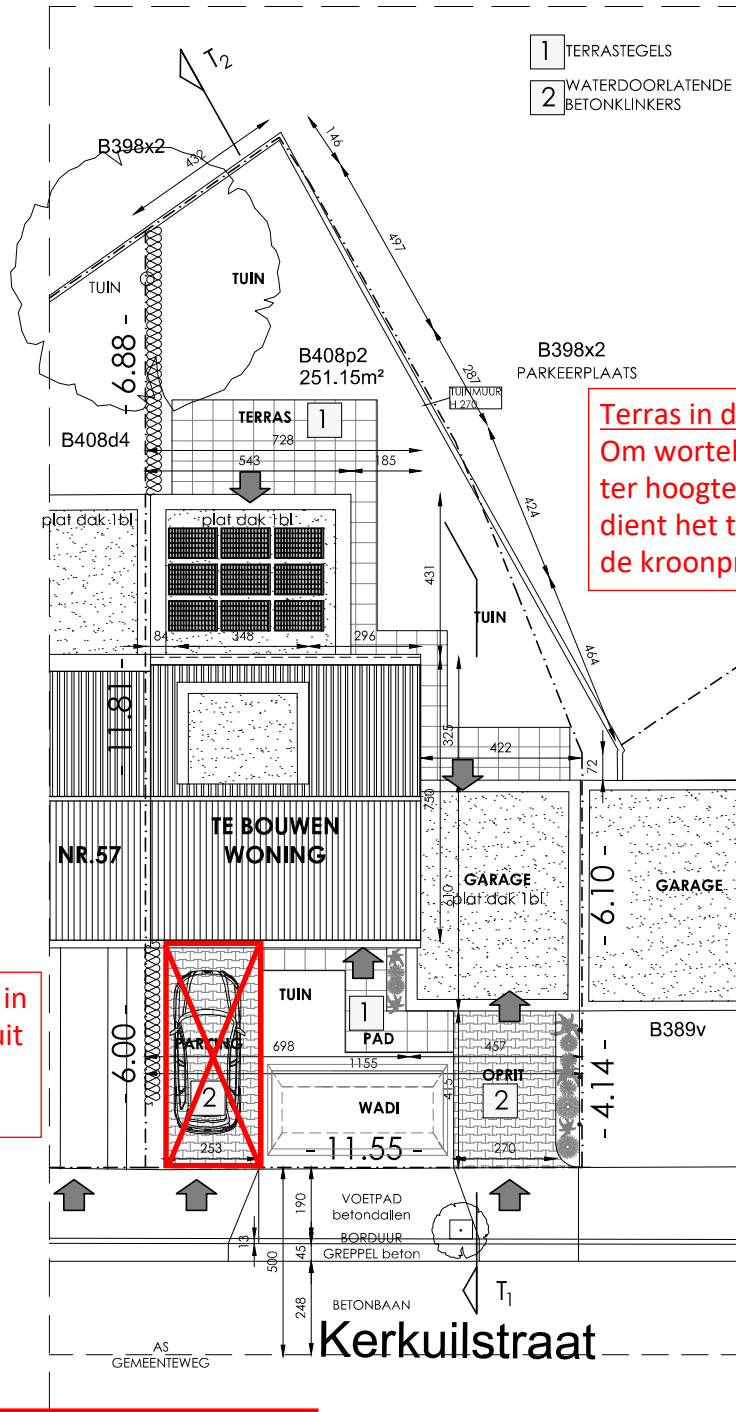 1 TERRASTEGELS
2 WATERDOORLATENDE
BETONKLINKERS
T2
B398x2
432
146
497
TUIN
TUIN
- 6.88 -
B408p2
251.15m²
B398x2
PARKEERPLAATS
287
TUINMUUR
H.270
TERRAS 1
B408d4
728
543
185
424
Terras in d
Om wortel
ter hoogte
dient het t
de kroonpr
plat dak 1bl
plat dak 1bl
431
TUIN
84
348
296
464
- 11.81 -
325
422
72
750
NR.57
TE BOUWEN
WONING
GARAGE
plat dak 1bl
610
- 6.10 -
GARAGE
in
uit
TUIN
1
PAD
B389v
- 6.00 -
PARKING
698
457
1155
415
OPRIT
2
2
WADI
- 4.14 -
253
- 11.55 -
270
VOETPAD
betondallen
190
BORDUUR
GREPPEL beton
13
45
500
248
BETONBAAN
T1
Kerkuilstraat
AS
GEMEENTEWEG